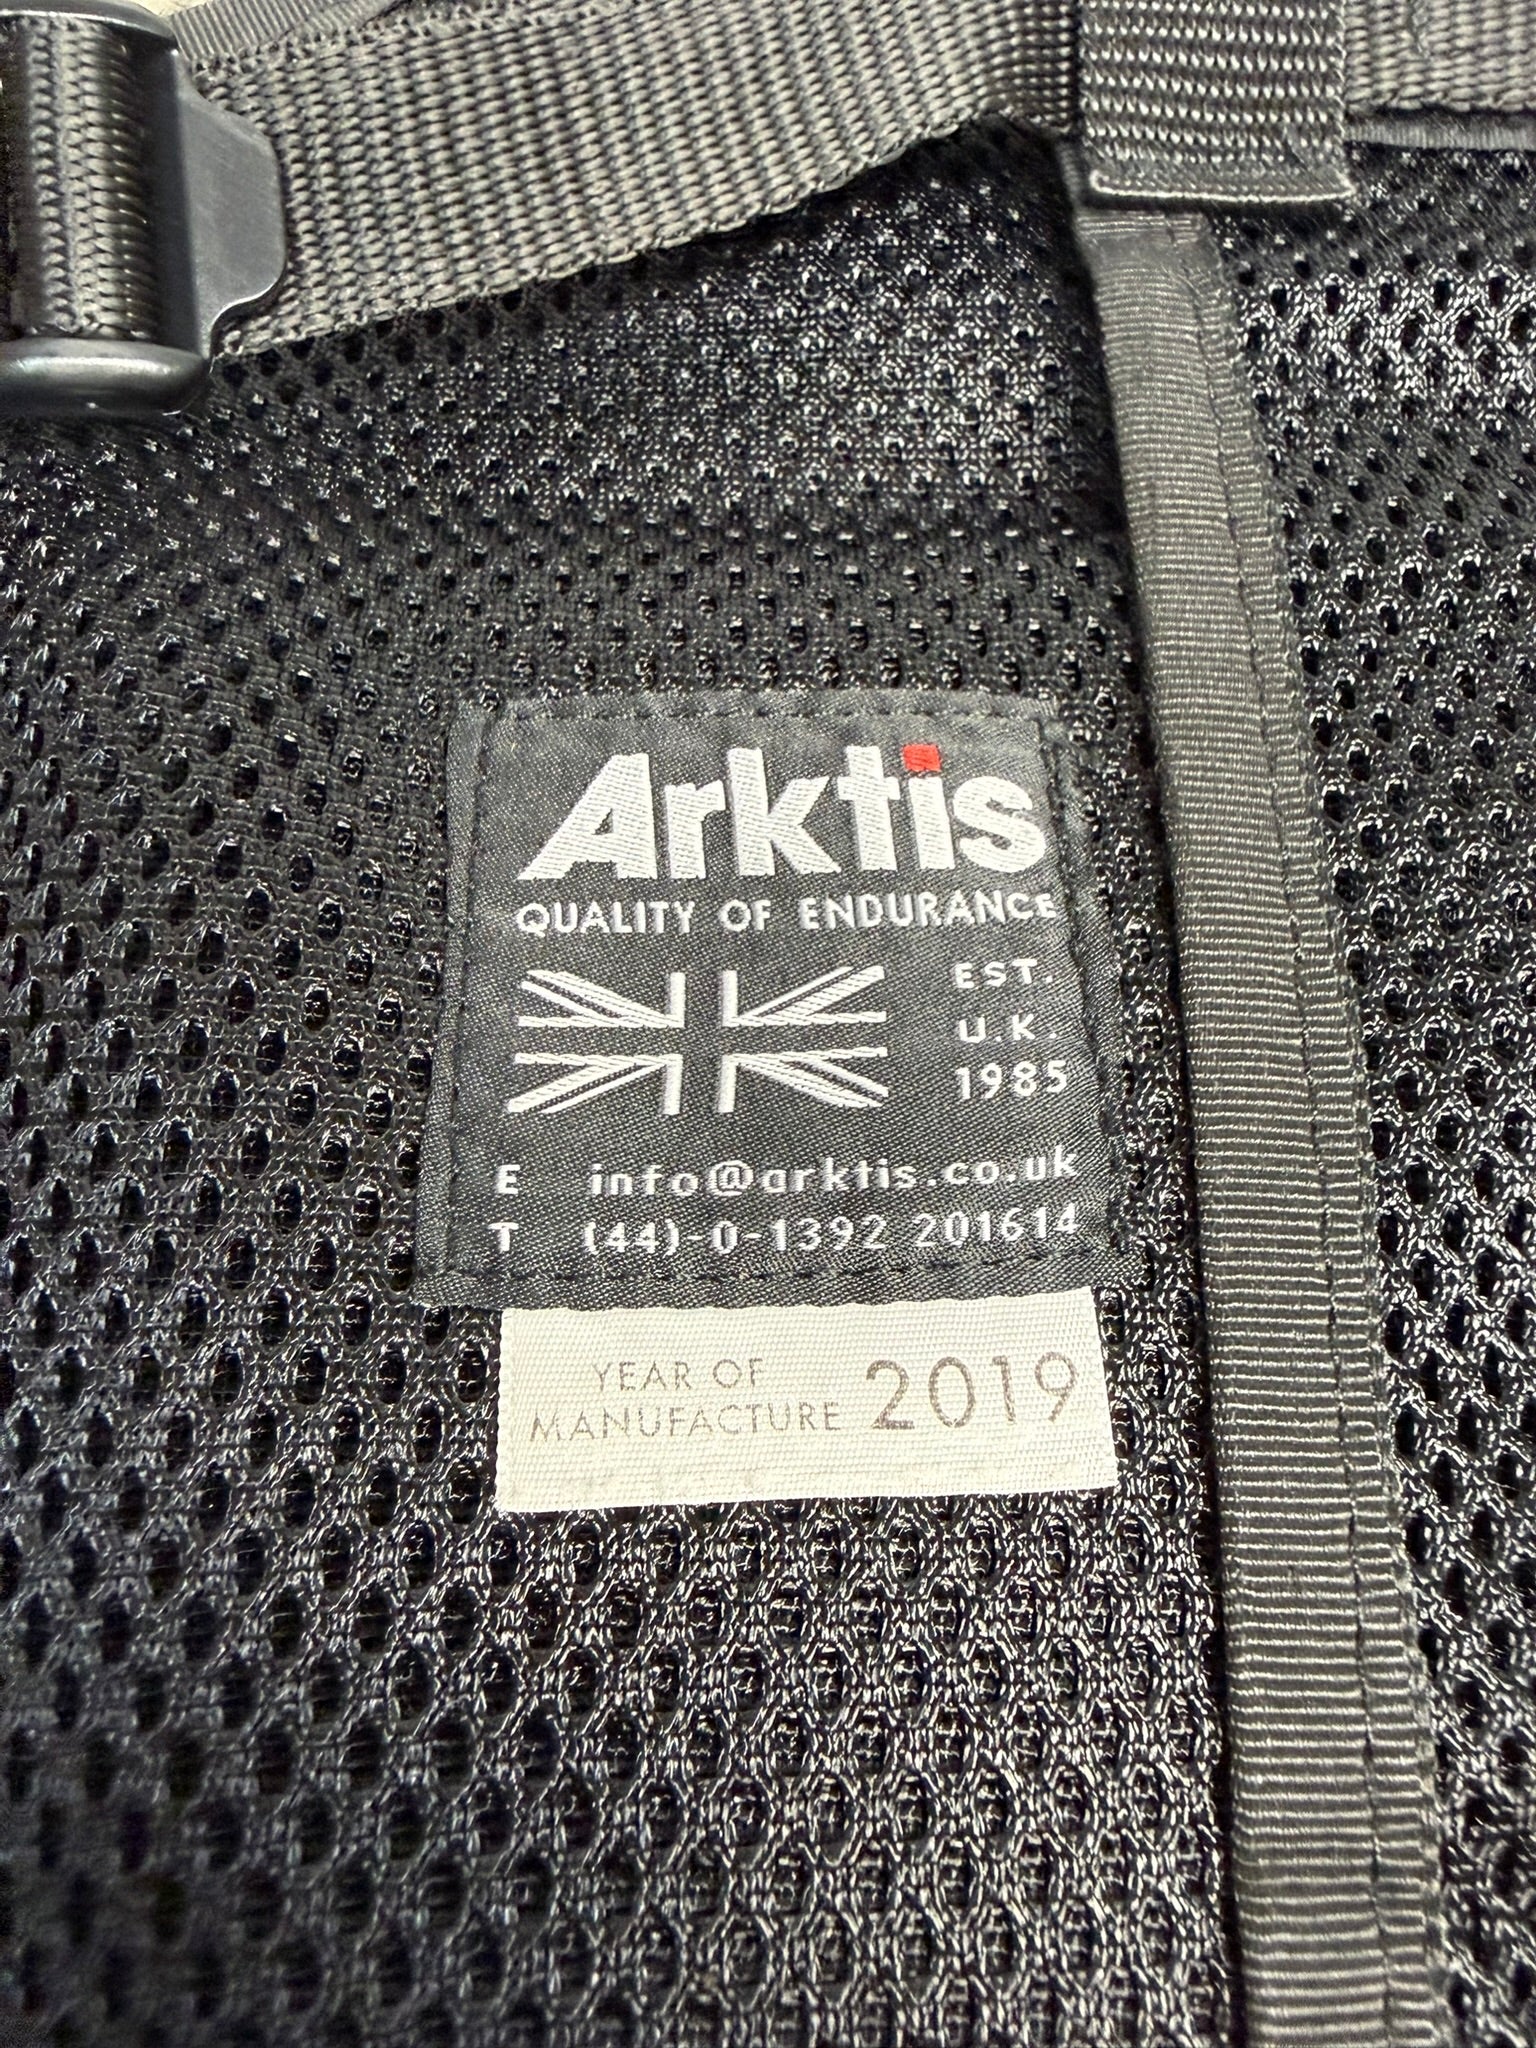 Arktis
QUALITY OF ENDURANCE
EST.
U.K.
1985
E info@arktis.co.uk
T (44)-0-1392 201614
YEAR OF
MANUFACTURE 2019